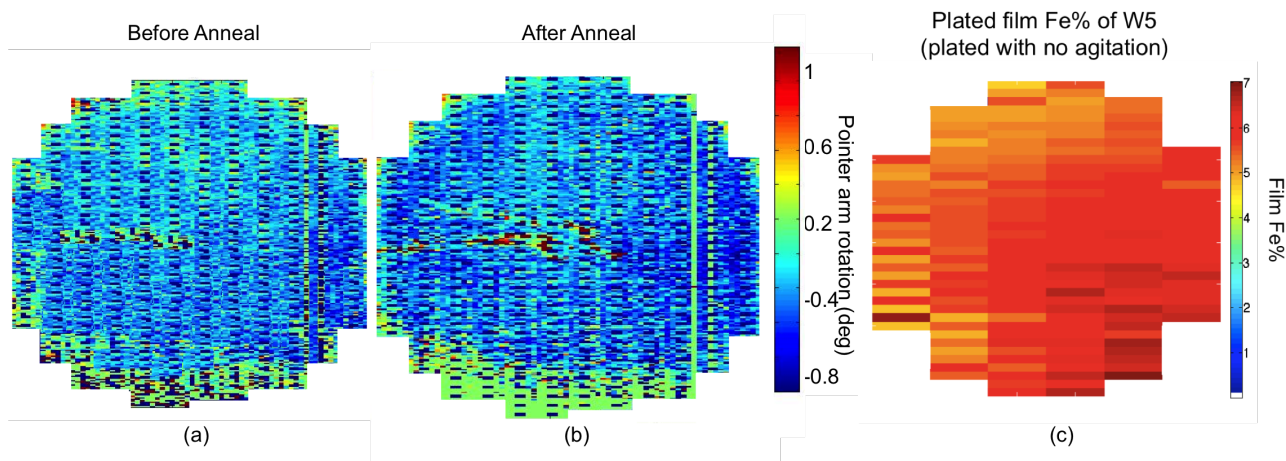 Before Anneal
After Anneal
Plated film Fe% of W5
(plated with no agitation)
1
0.6
0.2
-0.4
-0.8
Pointer arm rotation (deg)
7
6
5
4
3
2
1
Film Fe%
(a)
(b)
(c)